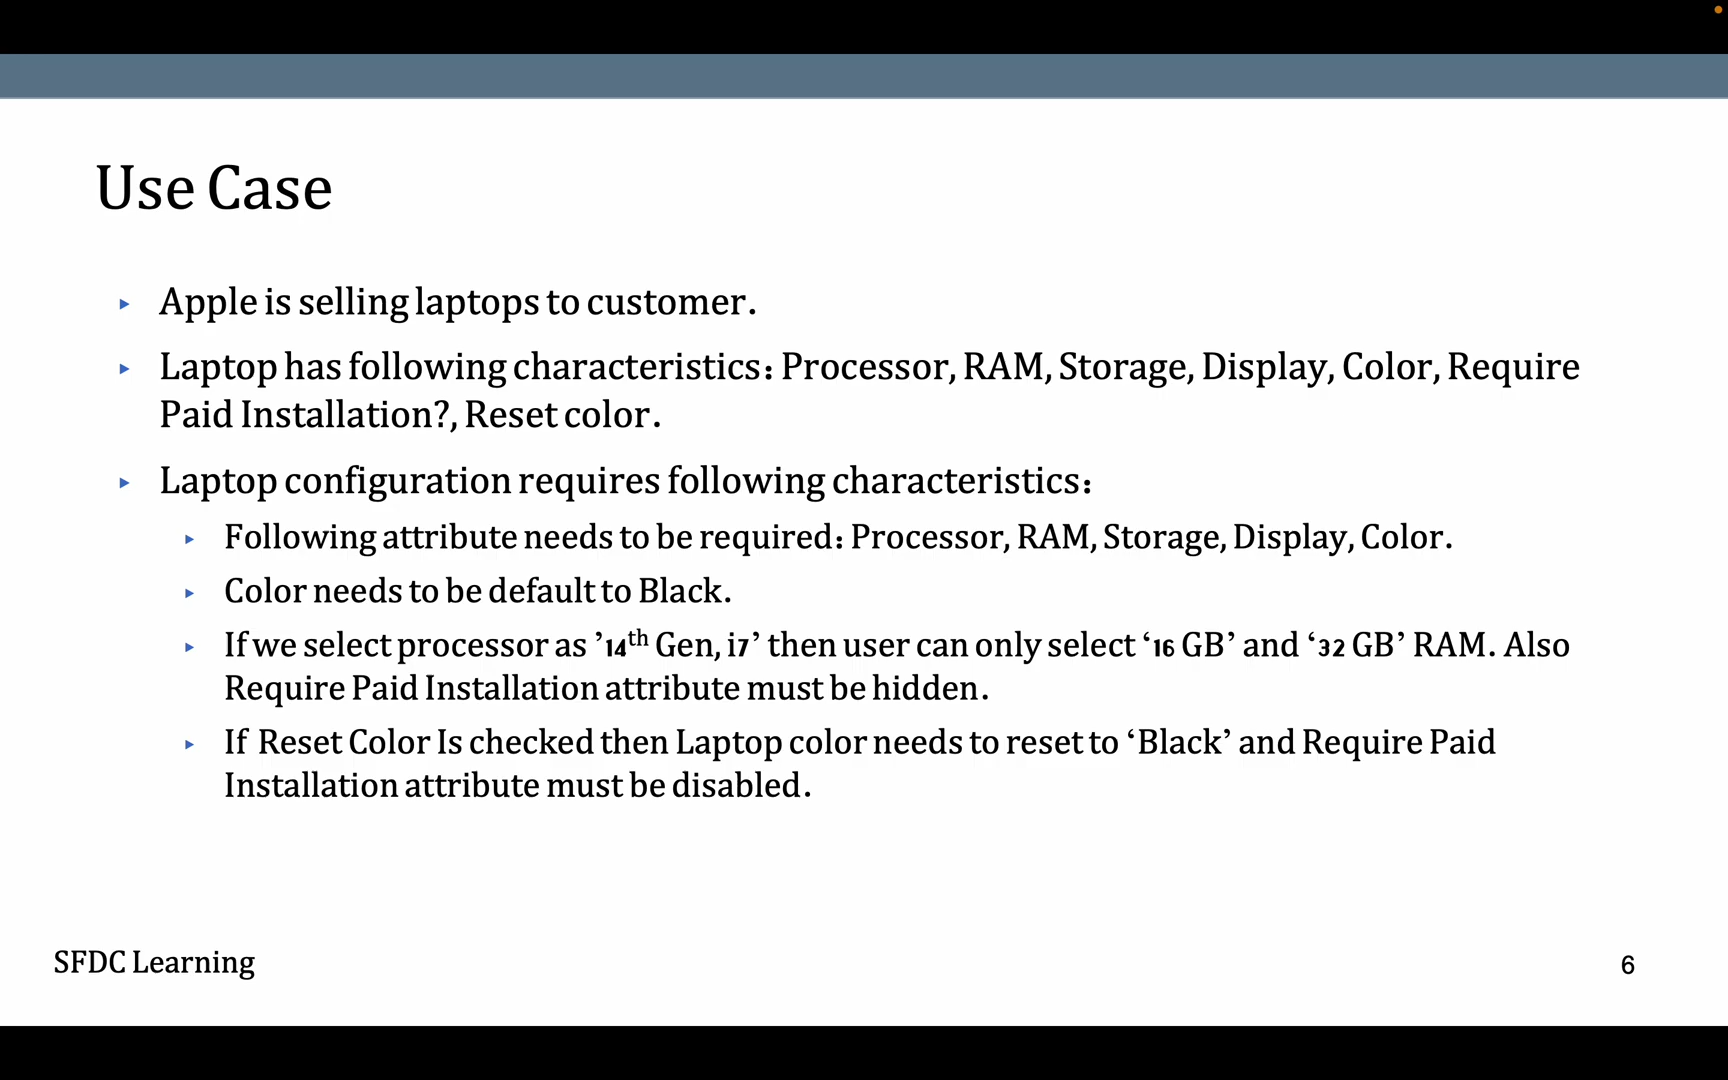 Use Case
Apple is selling laptops to customer.
Laptop has following characteristics: Processor, RAM, Storage, Display, Color, Require
Paid Installation?, Reset color.
Laptop configuration requires following characteristics:
Following attribute needs to be required: Processor, RAM, Storage, Display, Color.
Color needs to be default to Black.
If we select processor as ’14th Gen, i7’ then user can only select ‘16 GB’ and ‘32 GB’ RAM. Also
Require Paid Installation attribute must be hidden.
If Reset Color Is checked then Laptop color needs to reset to ‘Black’ and Require Paid
Installation attribute must be disabled.
SFDC Learning
6